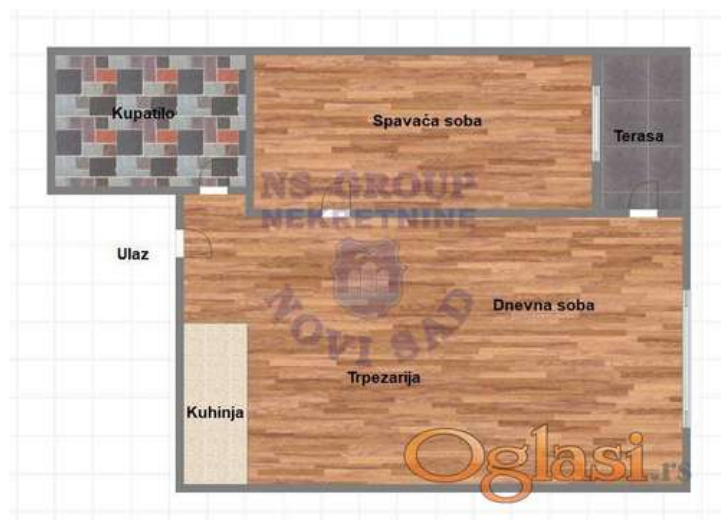 Kupatilo
Spavaća soba
Terasa
NS-GROUP
NEKRETNINE
Ulaz
Dnevna soba
NOVI SAD
Trpezarija
Kuhinja
Oglasi.rs